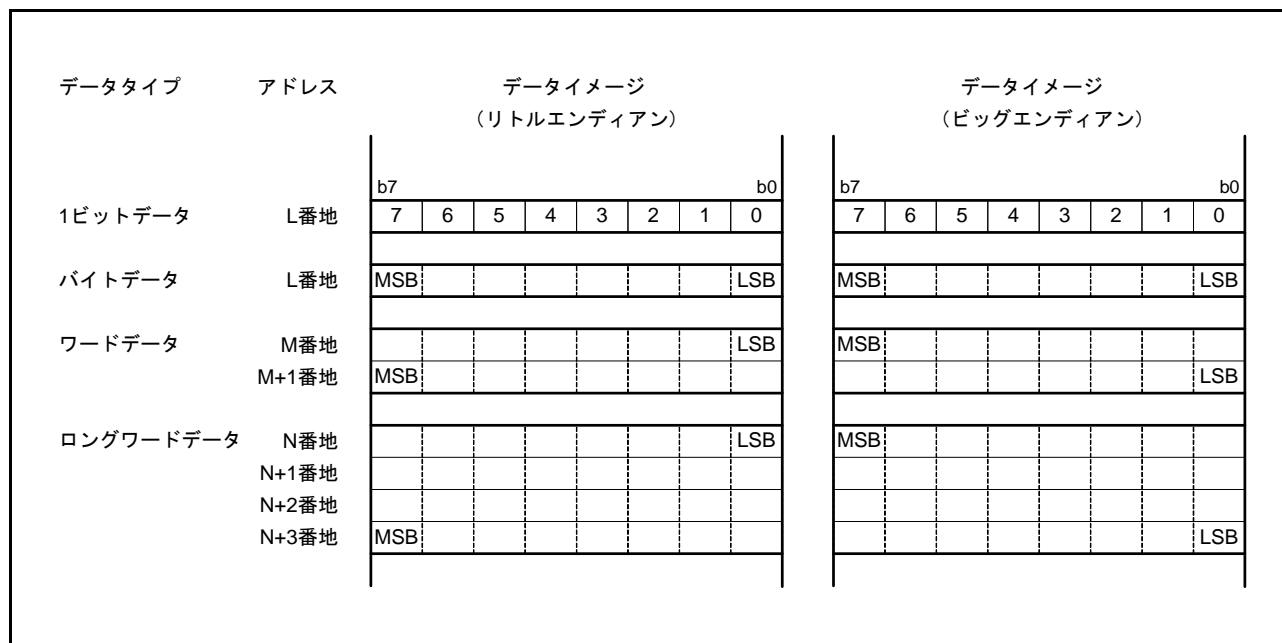 データタイプ アドレス データイメージ データイメージ
(リトルエンディアン) (ビッグエンディアン)
b7 b0 b7 b0
1ビットデータ L番地 7 6 5 4 3 2 1 0 7 6 5 4 3 2 1 0
バイトデータ L番地 MSB LSB MSB LSB
ワードデータ M番地 LSB MSB
M+1番地 MSB LSB
ロングワードデータ N番地 LSB MSB
N+1番地
N+2番地
N+3番地 MSB LSB